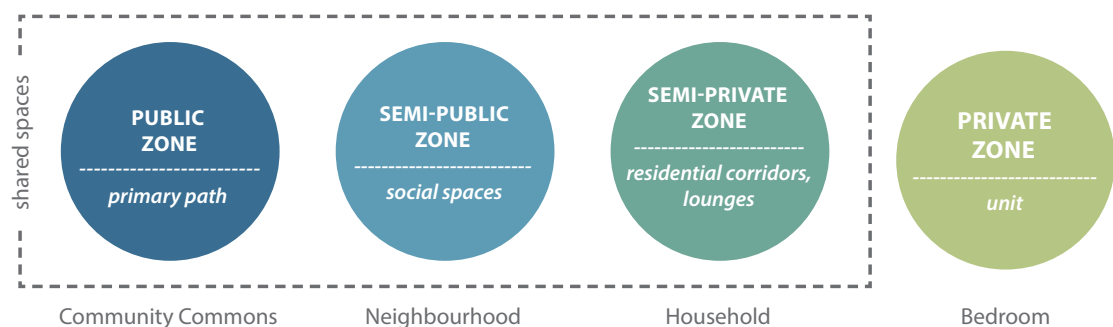 shared spaces
PUBLIC
ZONE
primary path
SEMI-PUBLIC
ZONE
social spaces
SEMI-PRIVATE
ZONE
residential corridors,
lounges
PRIVATE
ZONE
unit
Community Commons
Neighbourhood
Household
Bedroom